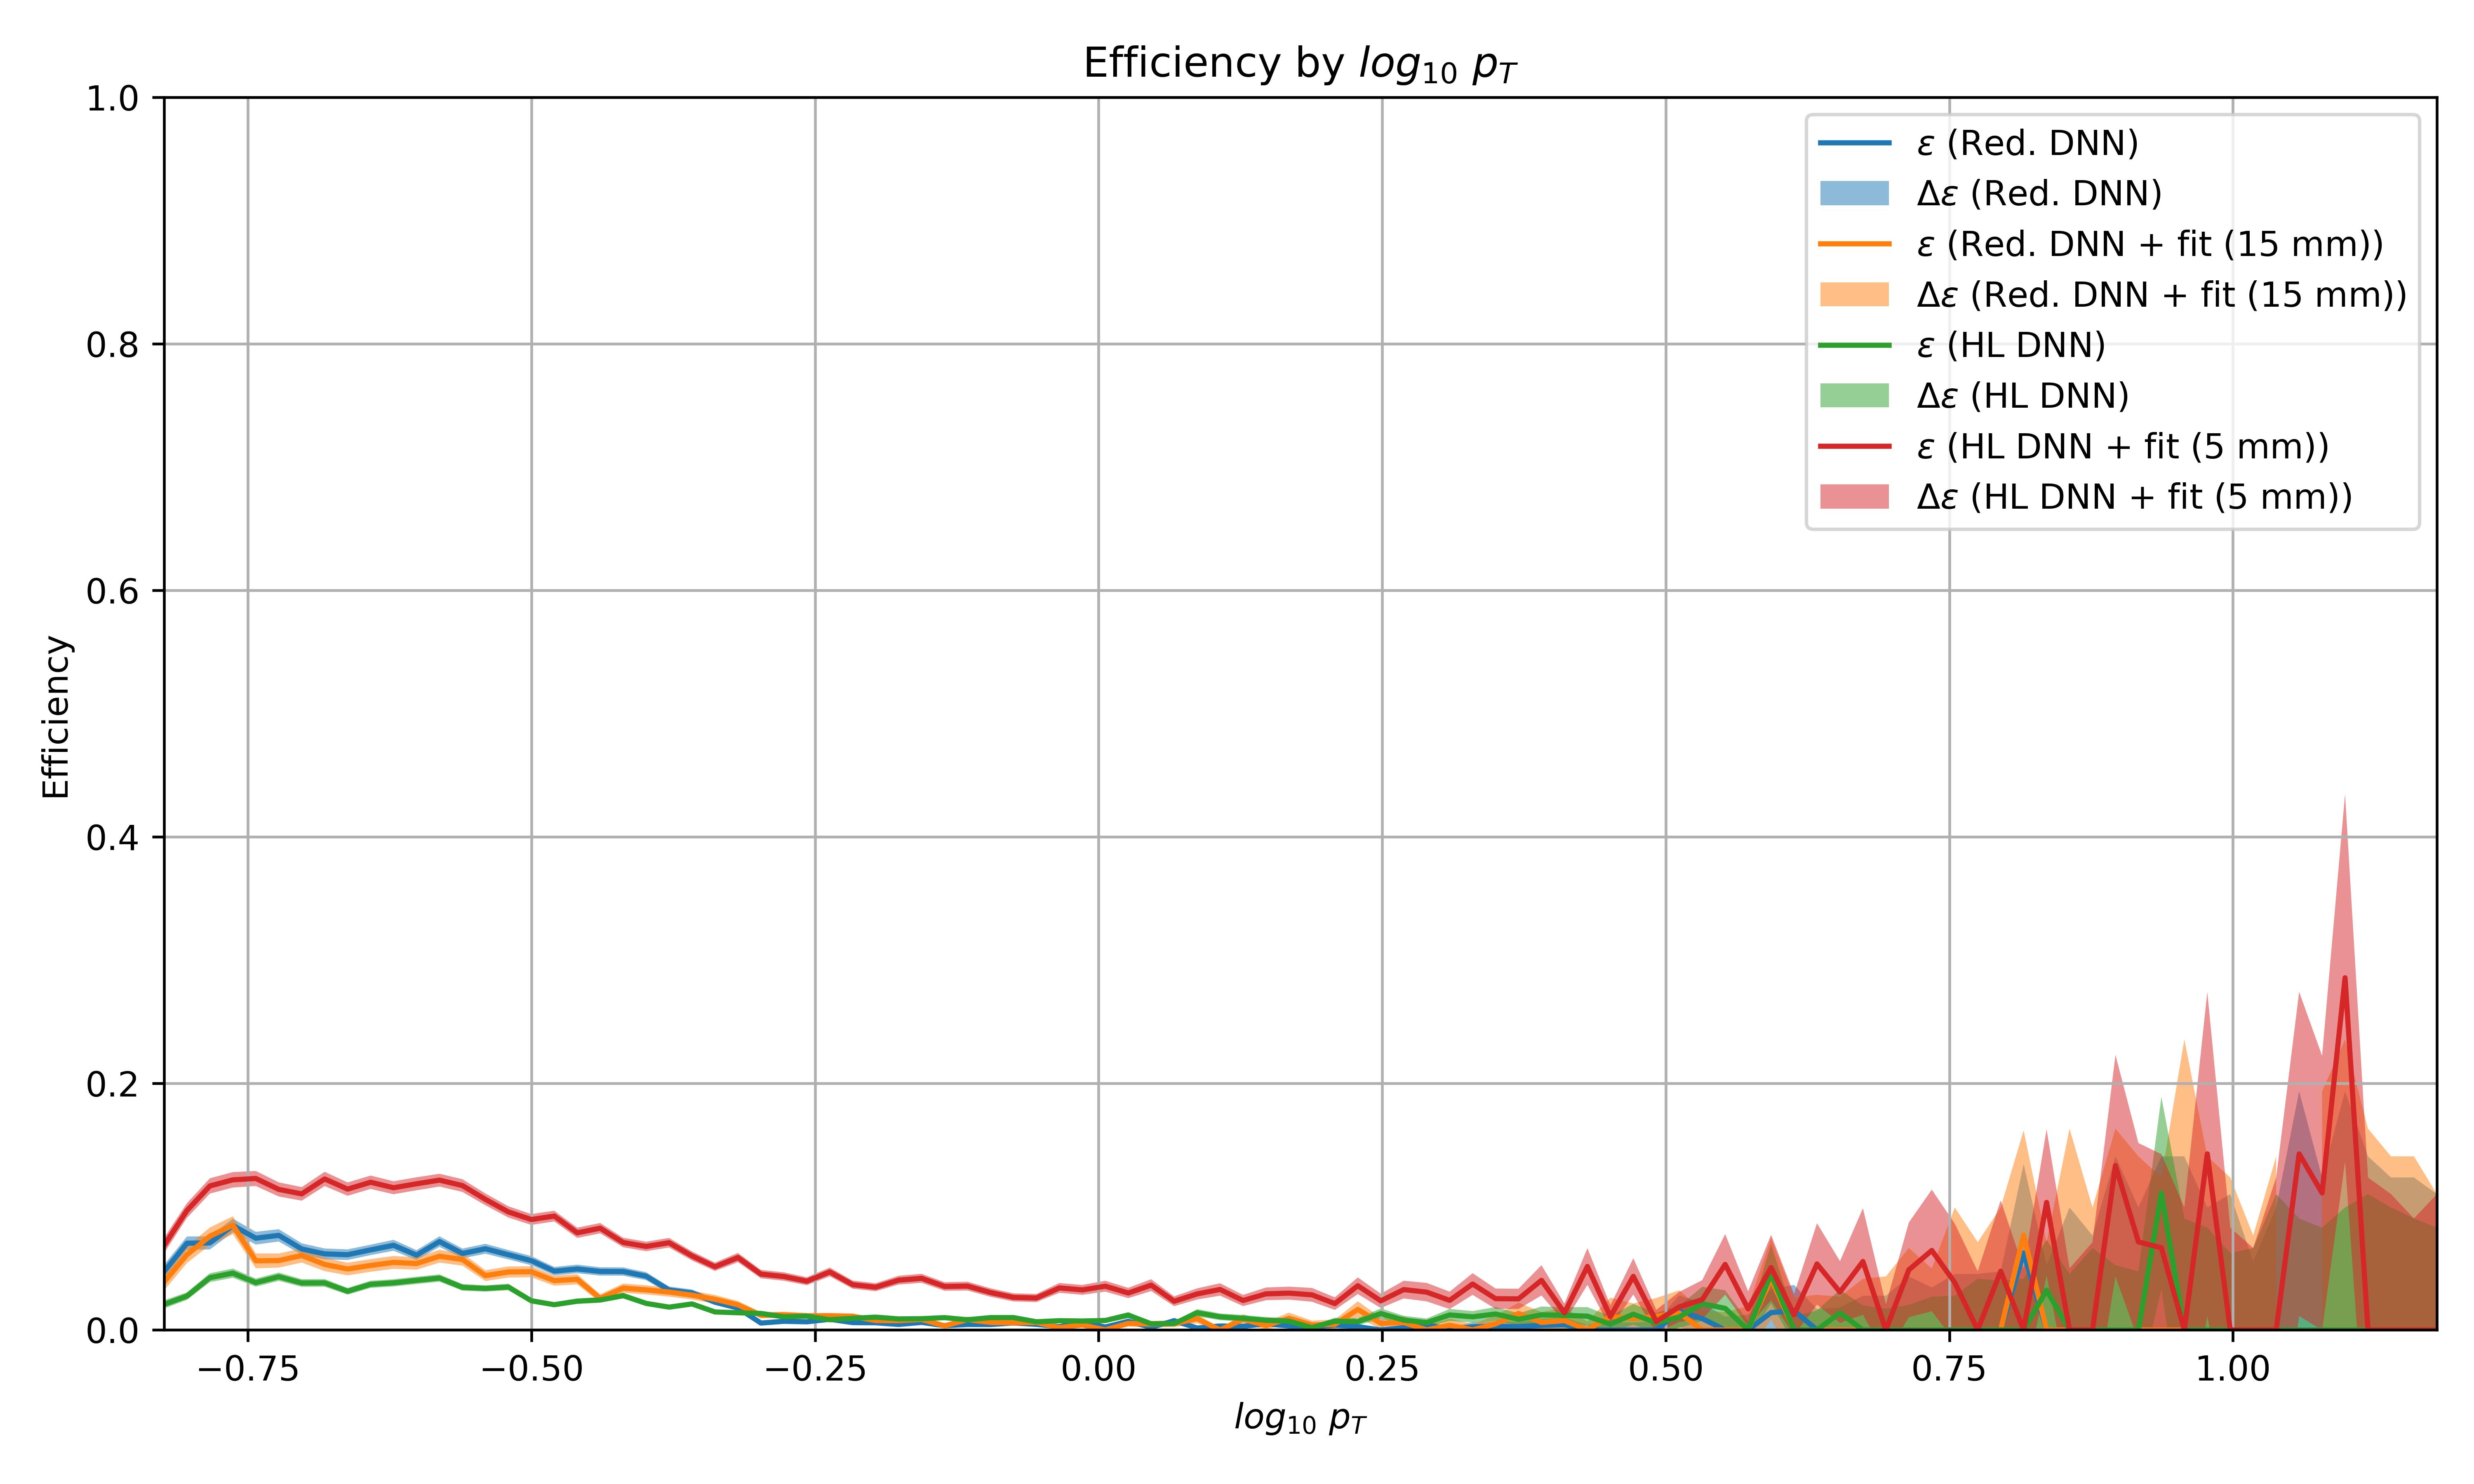 Efficiency by log₁₀ p_T
1.0
0.8
0.6
0.4
0.2
0.0
Efficiency
−0.75 −0.50 −0.25 0.00 0.25 0.50 0.75 1.00
log₁₀ p_T
ε (Red. DNN)
Δε (Red. DNN)
ε (Red. DNN + fit (15 mm))
Δε (Red. DNN + fit (15 mm))
ε (HL DNN)
Δε (HL DNN)
ε (HL DNN + fit (5 mm))
Δε (HL DNN + fit (5 mm))